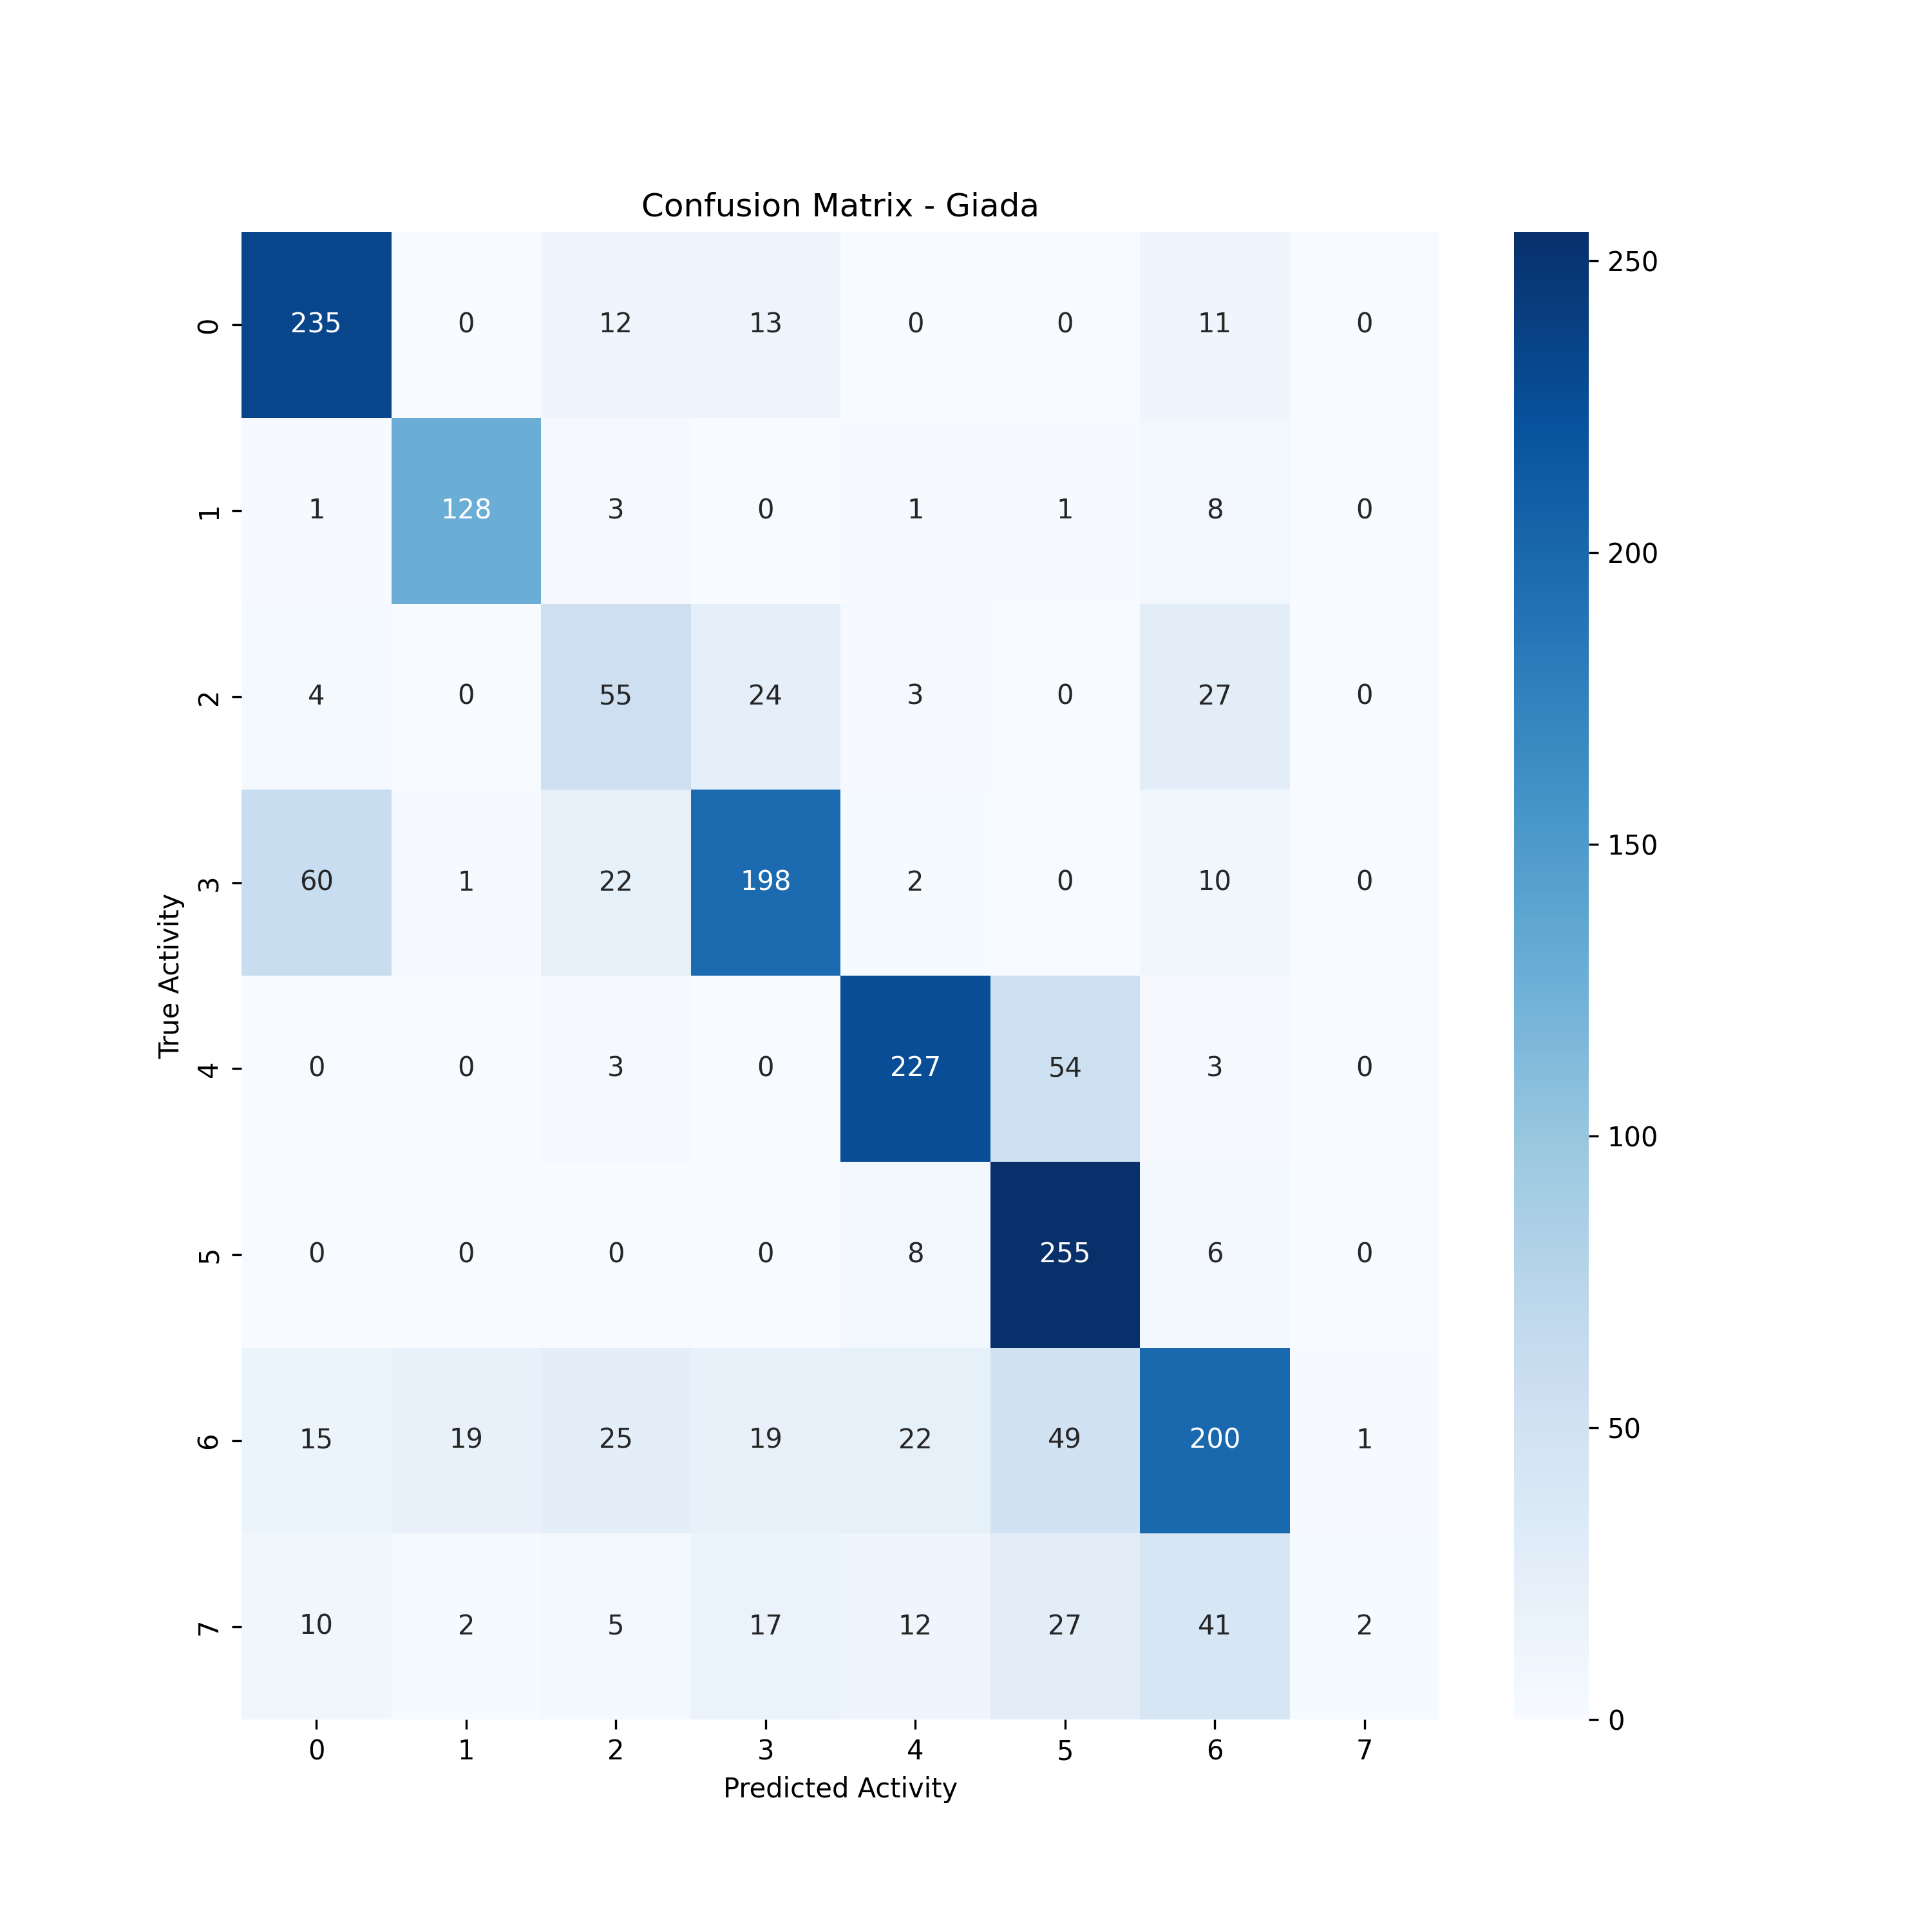 Confusion Matrix - Giada
0 235 0 12 13 0 0 11 0
1 1 128 3 0 1 1 8 0
2 4 0 55 24 3 0 27 0
3 60 1 22 198 2 0 10 0
4 0 0 3 0 227 54 3 0
5 0 0 0 0 8 255 6 0
6 15 19 25 19 22 49 200 1
7 10 2 5 17 12 27 41 2
0 1 2 3 4 5 6 7
True Activity
Predicted Activity
250
200
150
100
50
0